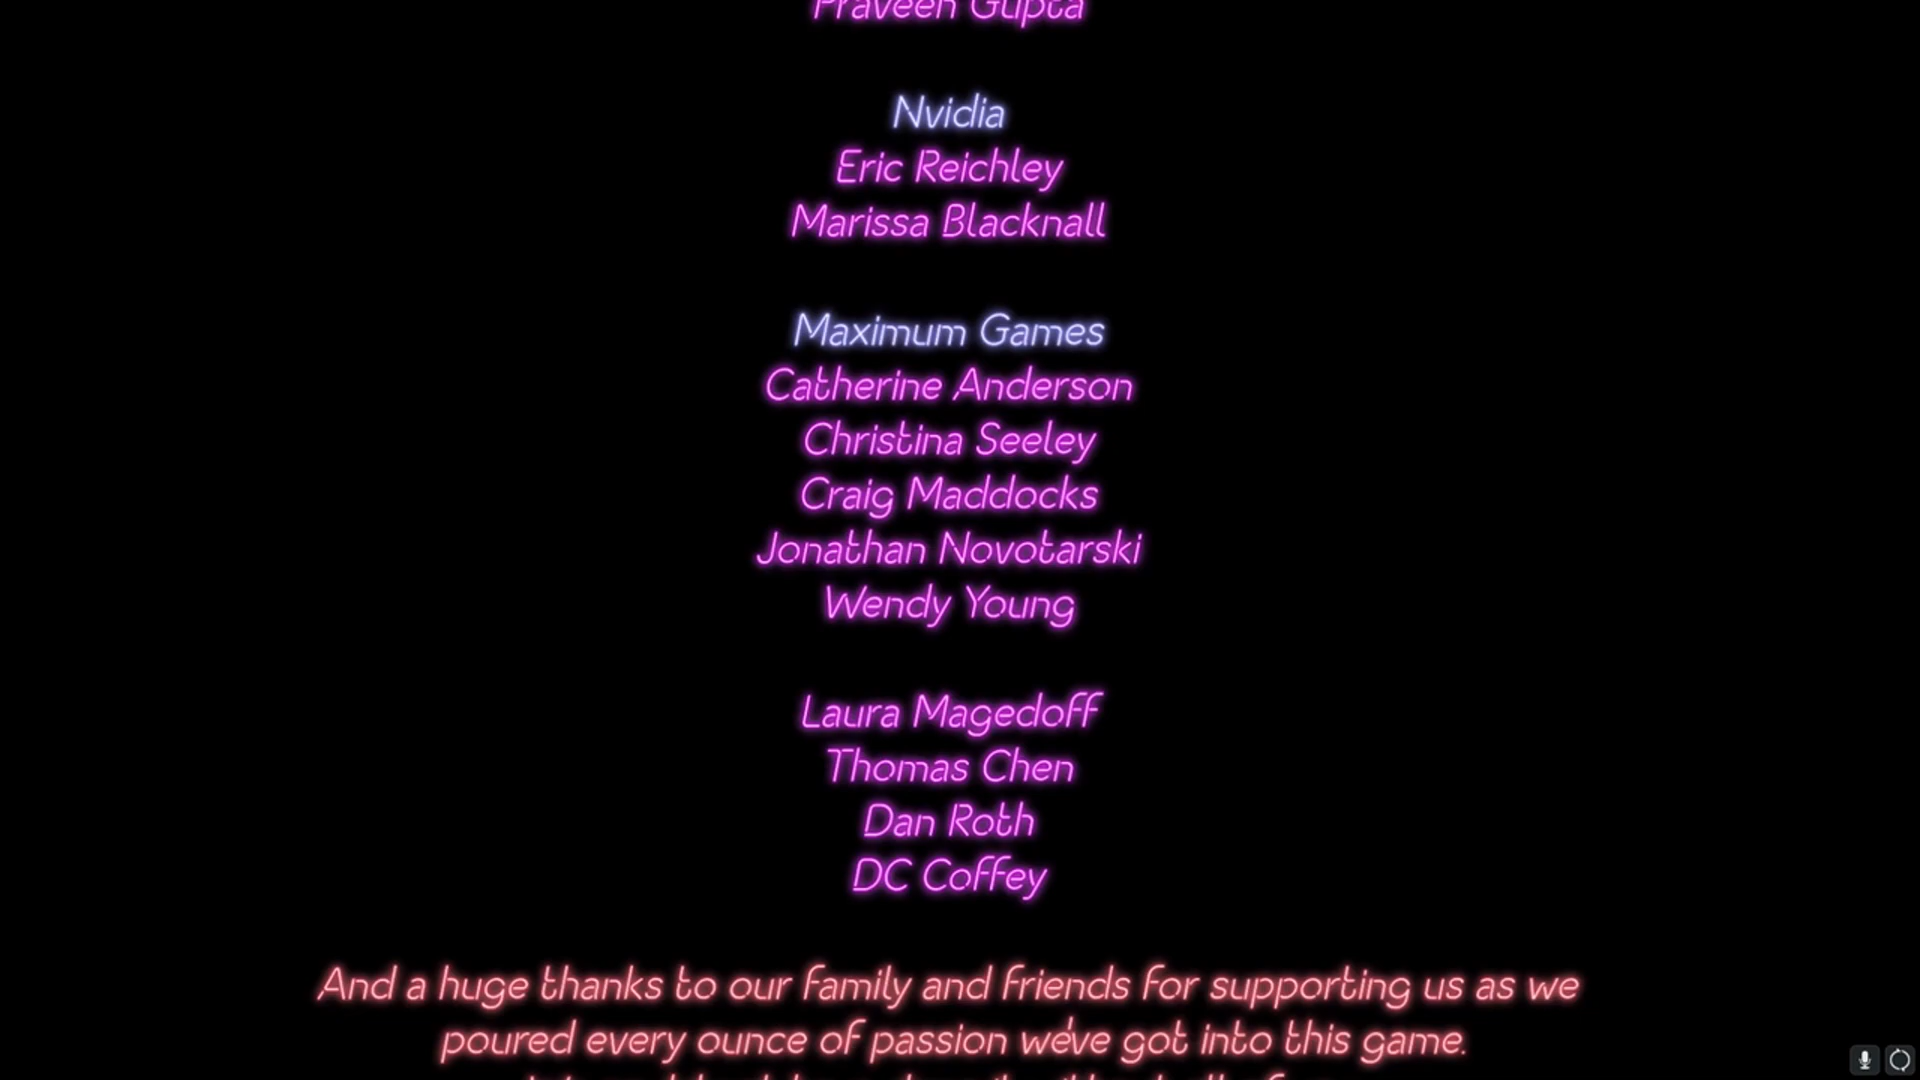 Praveen Gupta
Nvidia
Eric Reichley
Marissa Blacknall
Maximum Games
Catherine Anderson
Christina Seeley
Craig Maddocks
Jonathan Novotarski
Wendy Young
Laura Magedoff
Thomas Chen
Dan Roth
DC Coffey
And a huge thanks to our family and friends for supporting us as we
poured every ounce of passion we've got into this game.